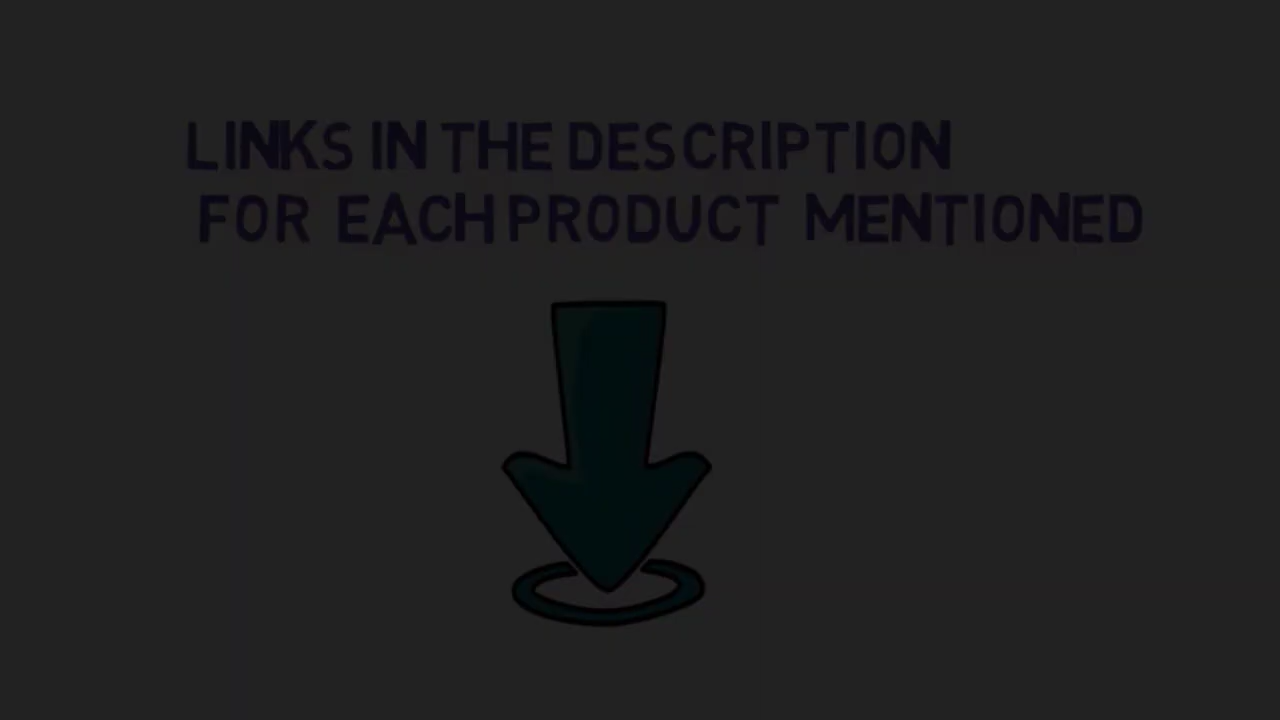 LINKS IN THE DESCRIPTION
FOR EACH PRODUCT MENTIONED